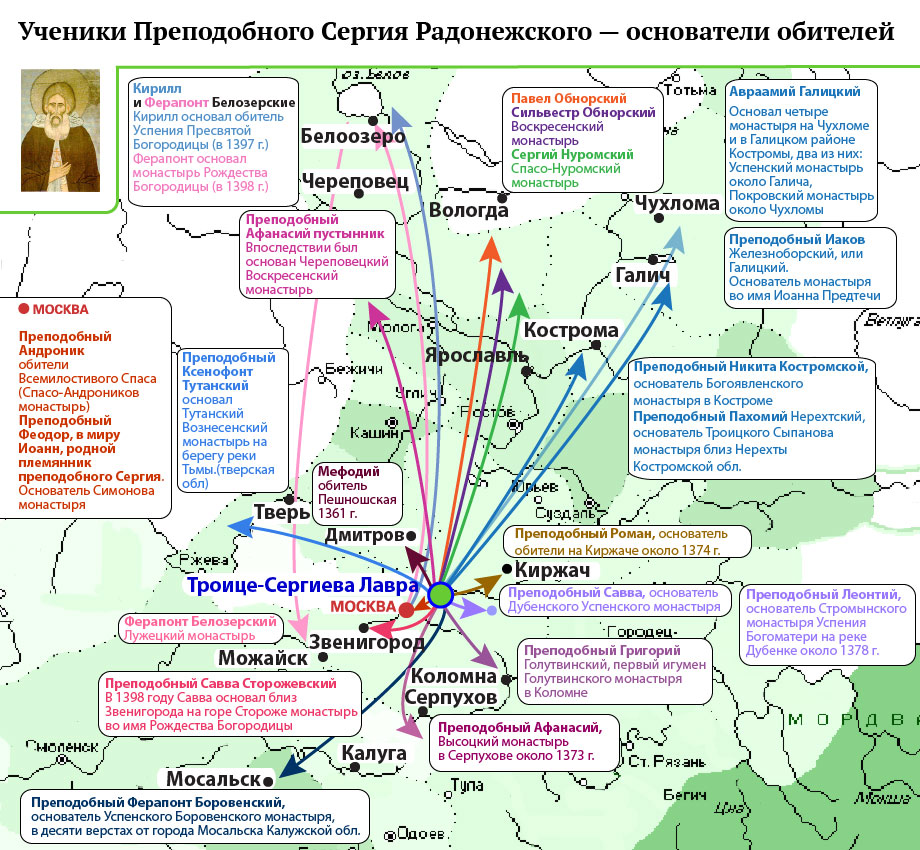 Ученики Преподобного Сергия Радонежского — основатели обителей
Кирилл
и Ферапонт Белозерские
Кирилл основал обитель
Успения Пресвятой
Богородицы (в 1397 г.)
Ферапонт основал
монастырь Рождества
Богородицы (в 1398 г.)
оз. Белое
Белоозеро
Череповец
Павел Обнорский
Сильвестр Обнорский
Воскресенский
монастырь
Сергий Нуромский
Спасо-Нуромский
монастырь
Вологда
Тотьма
Авраамий Галицкий
Основал четыре
монастыря на Чухломе
и в Галицком районе
Костромы, два из них:
Успенский монастырь
около Галича,
Покровский монастырь
около Чухломы
Чухлома
Преподобный
Афанасий пустынник
Впоследствии был
основан Череповецкий
Воскресенский
монастырь
Преподобный Иаков
Железноборский, или
Галицкий.
Основатель монастыря
во имя Иоанна Предтечи
Галич
Ветлуга
МОСКВА
Преподобный
Андроник
обители
Всемилостивого Спаса
(Спасо-Андроников
монастырь)
Преподобный
Феодор, в миру
Иоанн, родной
племянник
преподобного Сергия.
Основатель Симонова
монастыря
Преподобный
Ксенофонт
Тутанский
основал
Тутанский
Вознесенский
монастырь на
берегу реки
Тьмы.(тверская
обл)
Молога
Кострома
Ярославль
Бежичи
Углич
Ростов
Кашин
Преподобный Никита Костромской,
основатель Богоявленского
монастыря в Костроме
Преподобный Пахомий Нерехтский,
основатель Троицкого Сыпанова
монастыря близ Нерехты
Костромской обл.
Мефодий
обитель
Пешношская
1361 г.
Юрьев
Суздаль
Тверь
Дмитров
Ржева
Преподобный Роман, основатель
обители на Киржаче около 1374 г.
Киржач
Троице-Сергиева Лавра
МОСКВА
Преподобный Савва, основатель
Дубенского Успенского монастыря
Преподобный Леонтий,
основатель Стромынского
монастыря Успения
Богоматери на реке
Дубенке около 1378 г.
Ферапонт Белозерский
Лужецкий монастырь
Звенигород
Можайск
Городец-
Преподобный Григорий
Голутвинский, первый игумен
Голутвинского монастыря
в Коломне
Коломна
Серпухов
Преподобный Савва Сторожевский
В 1398 году Савва основал близ
Звенигорода на горе Стороже монастырь
во имя Рождества Богородицы
Преподобный Афанасий,
Высоцкий монастырь
в Серпухове около 1373 г.
МОРДВА
Смоленск
Калуга
Ст. Рязань
Мосальск
Тула
Бегич
Цна
Мокша
Преподобный Ферапонт Боровенский,
основатель Успенского Боровенского монастыря,
в десяти верстах от города Мосальска Калужской обл.
Одоев